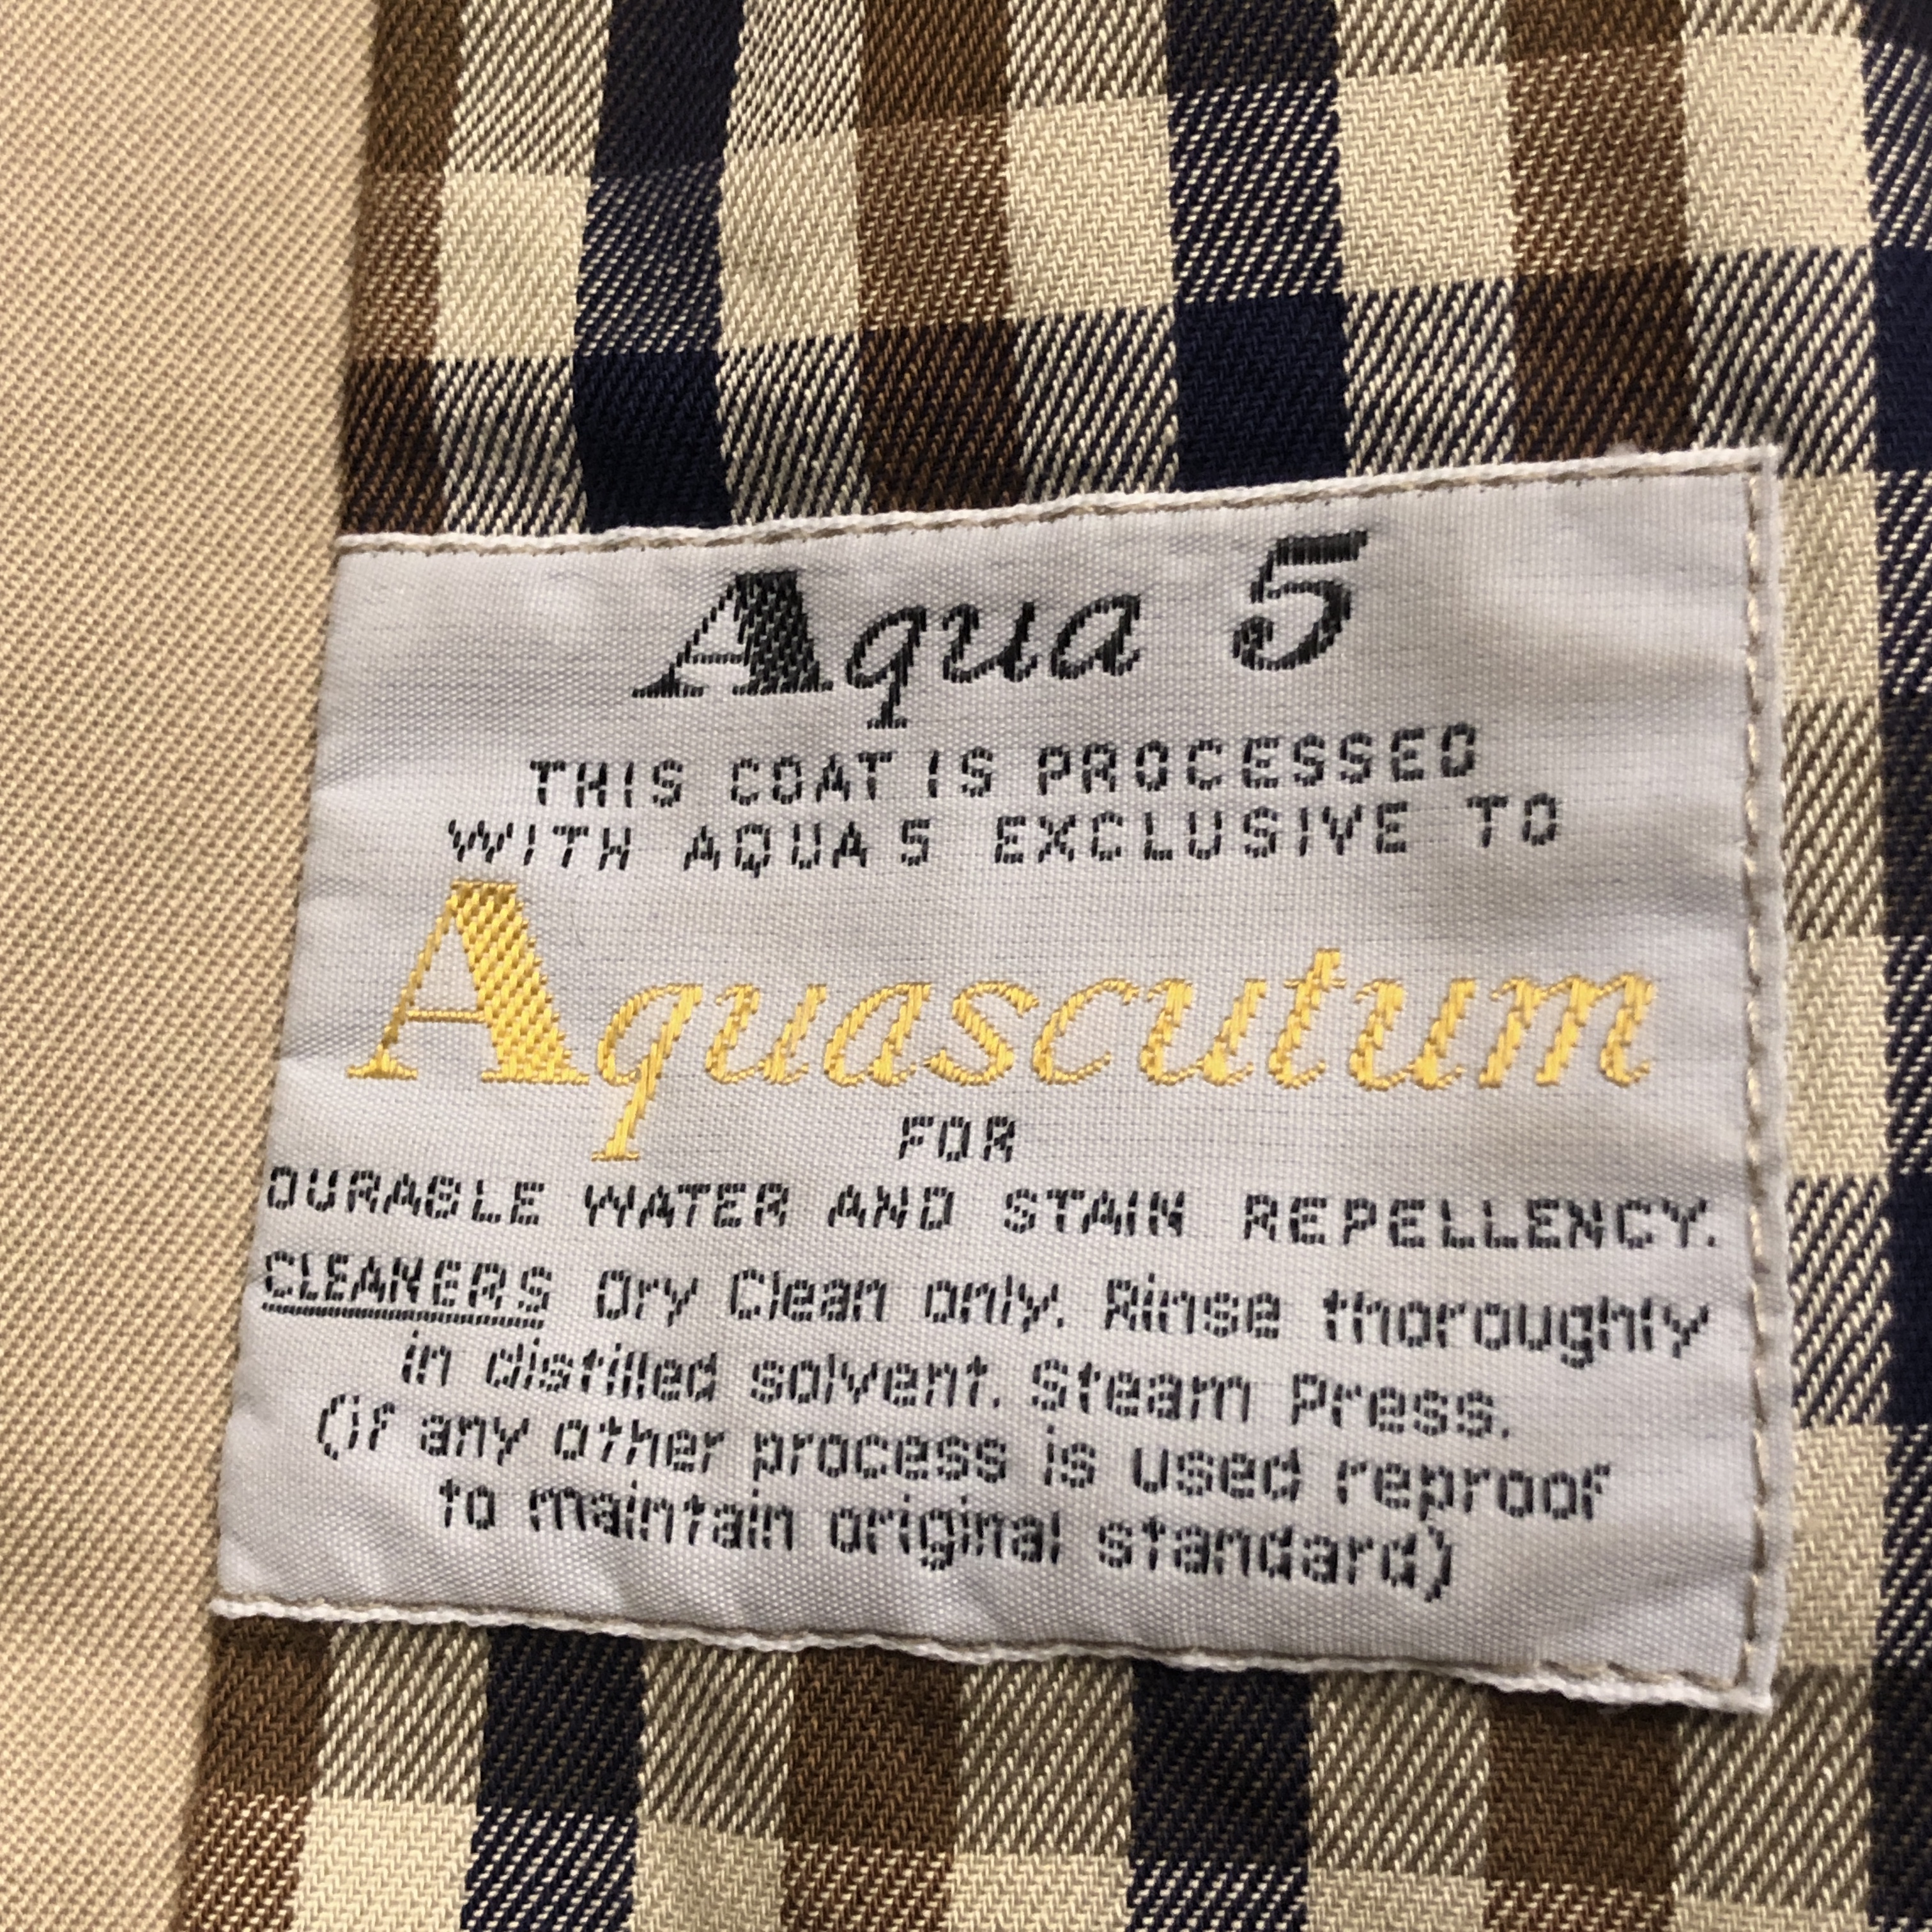 Aqua 5
THIS COAT IS PROCESSED
WITH AQUA 5 EXCLUSIVE TO
Aquascutum
FOR
DURABLE WATER AND STAIN REPELLENCY.
CLEANERS Dry Clean only. Rinse thoroughly
in distilled solvent. Steam Press.
(if any other process is used reproof
to maintain original standard)